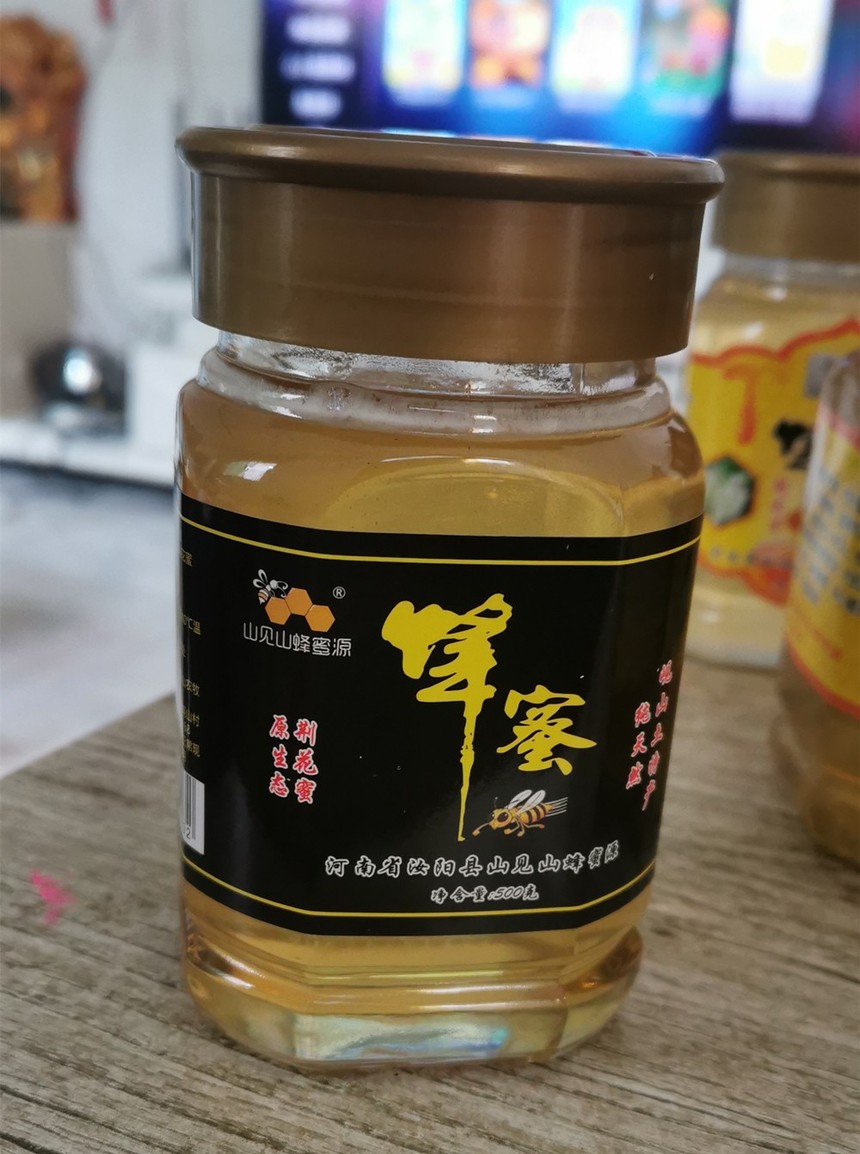 山见山蜂蜜源®
蜂蜜
荆花蜜
原生态
岘山土特产
纯天然
河南省汝阳县山见山蜂蜜源
净含量:500克